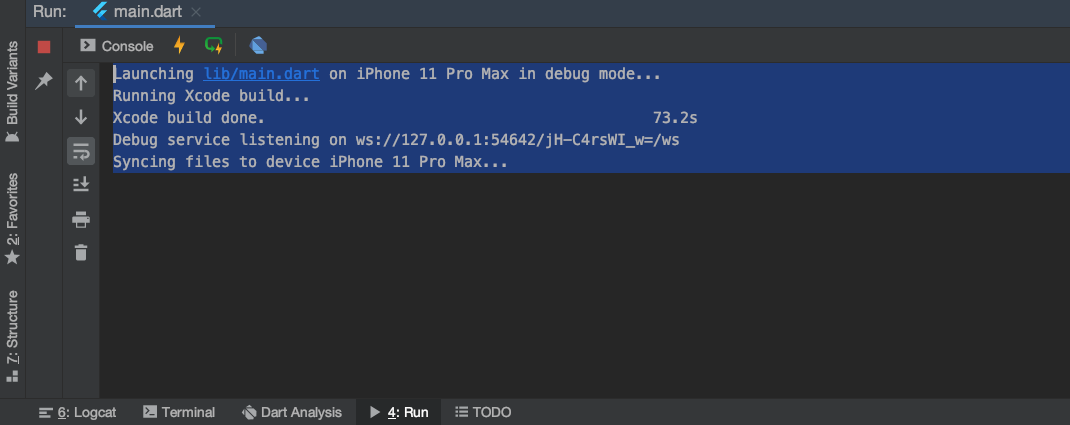 Run: main.dart
Console
Launching lib/main.dart on iPhone 11 Pro Max in debug mode...
Running Xcode build...
Xcode build done. 73.2s
Debug service listening on ws://127.0.0.1:54642/jH-C4rsWI_w=/ws
Syncing files to device iPhone 11 Pro Max...
Build Variants
2: Favorites
7: Structure
6: Logcat Terminal Dart Analysis 4: Run TODO